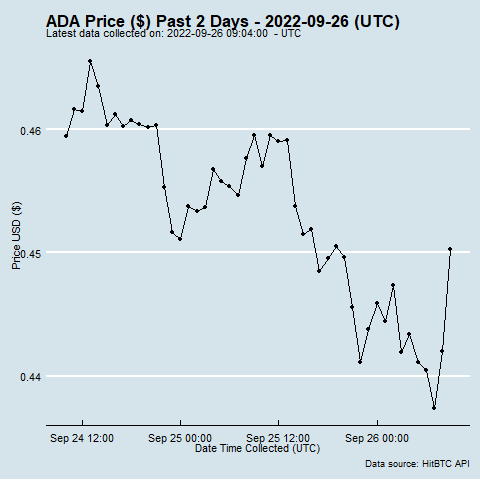 ADA Price ($) Past 2 Days - 2022-09-26 (UTC)
Latest data collected on: 2022-09-26 09:04:00  - UTC
0.46
0.45
0.44
Price USD ($)
Sep 24 12:00
Sep 25 00:00
Sep 25 12:00
Sep 26 00:00
Date Time Collected (UTC)
Data source: HitBTC API